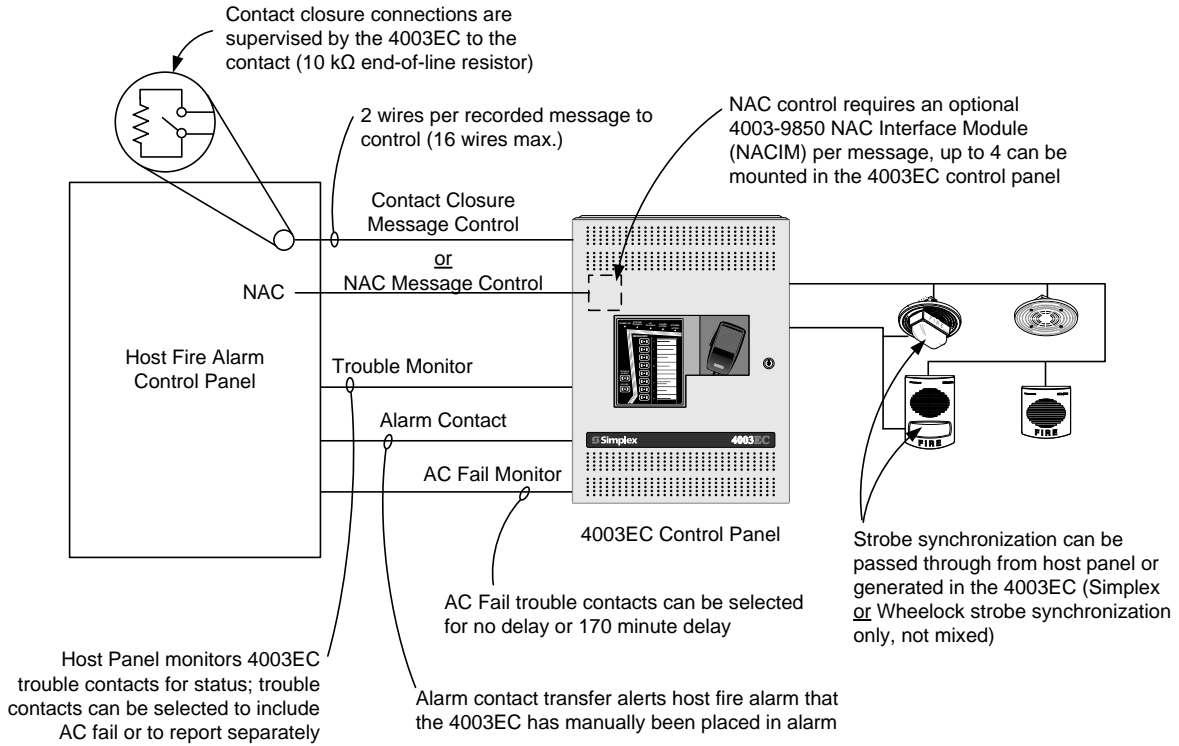 Contact closure connections are
supervised by the 4003EC to the
contact (10 kΩ end-of-line resistor)
2 wires per recorded message to
control (16 wires max.)
NAC control requires an optional
4003-9850 NAC Interface Module
(NACIM) per message, up to 4 can be
mounted in the 4003EC control panel
Contact Closure
Message Control
or
NAC
NAC Message Control
Host Fire Alarm
Control Panel
Trouble Monitor
Alarm Contact
AC Fail Monitor
Simplex
4003EC
FIRE
FIRE
4003EC Control Panel
Strobe synchronization can be
passed through from host panel or
generated in the 4003EC (Simplex
or Wheelock strobe synchronization
only, not mixed)
AC Fail trouble contacts can be selected
for no delay or 170 minute delay
Host Panel monitors 4003EC
trouble contacts for status; trouble
contacts can be selected to include
AC fail or to report separately
Alarm contact transfer alerts host fire alarm that
the 4003EC has manually been placed in alarm